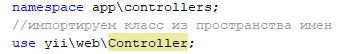 namespace app\controllers;
//импортируем класс из пространства имен
use yii\web\Controller;